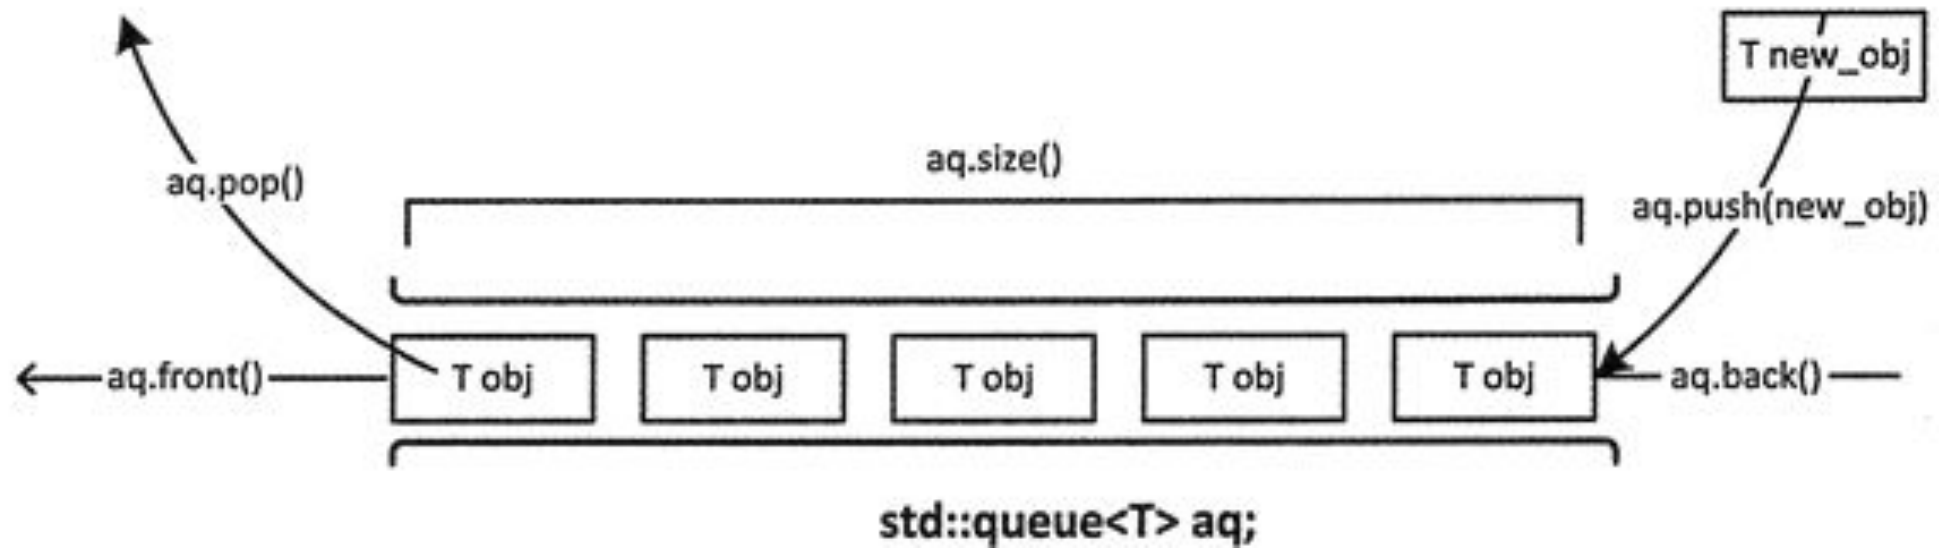 T new_obj
aq.size()
aq.pop()
aq.push(new_obj)
aq.front() T obj T obj T obj T obj T obj aq.back()
std::queue<T> aq;